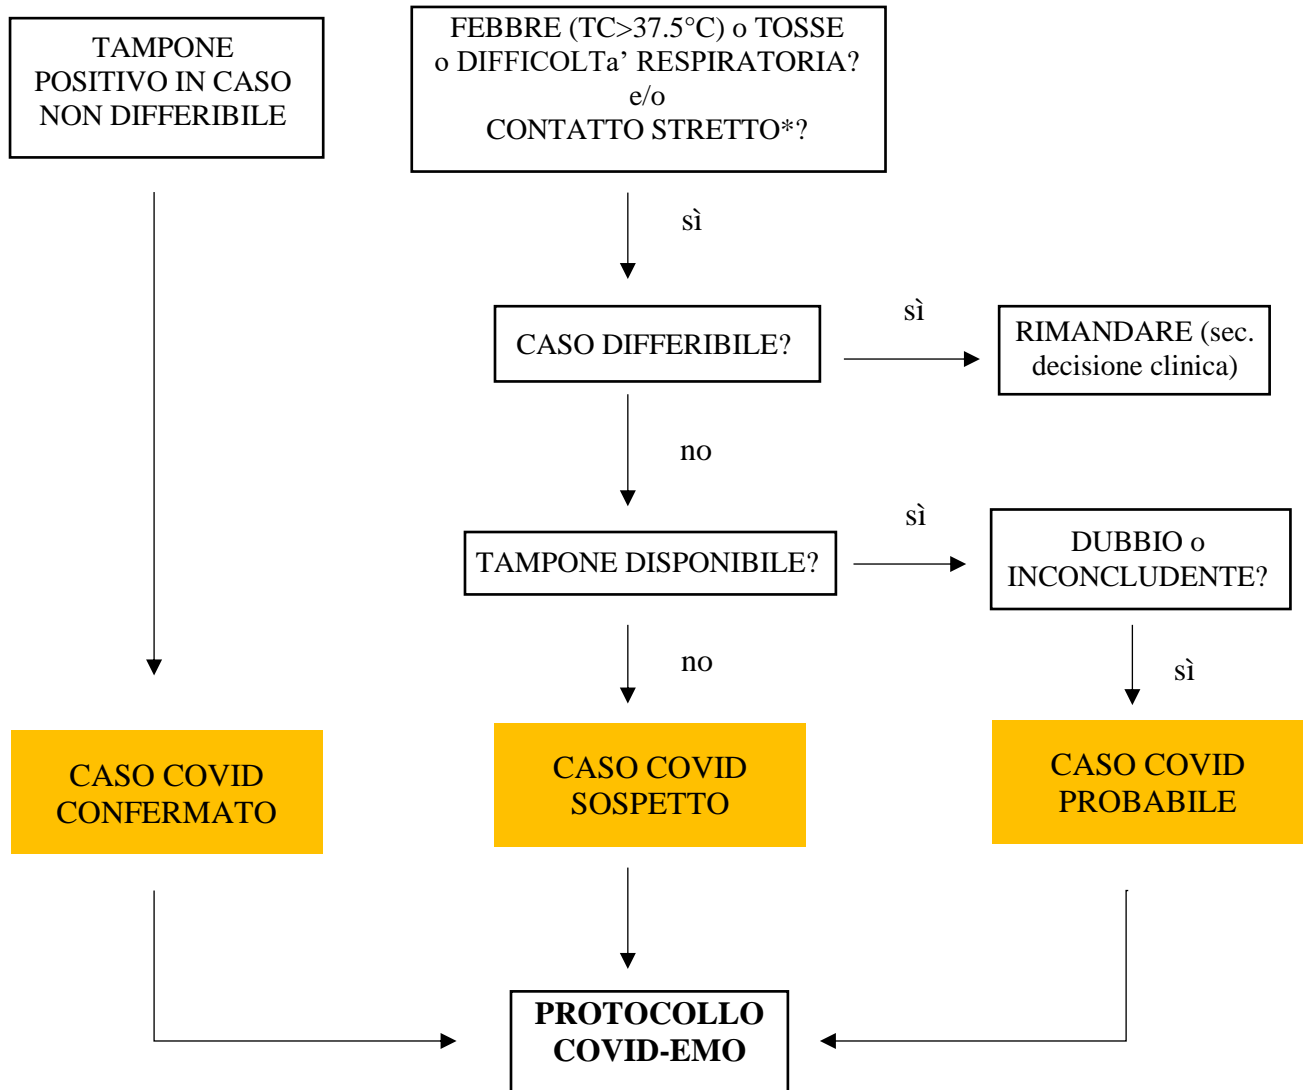 TAMPONE
POSITIVO IN CASO
NON DIFFERIBILE
FEBBRE (TC>37.5°C) o TOSSE
o DIFFICOLTa’ RESPIRATORIA?
e/o
CONTATTO STRETTO*?
sì
CASO DIFFERIBILE?
sì
RIMANDARE (sec.
decisione clinica)
no
TAMPONE DISPONIBILE?
sì
DUBBIO o
INCONCLUDENTE?
no
sì
CASO COVID
CONFERMATO
CASO COVID
SOSPETTO
CASO COVID
PROBABILE
PROTOCOLLO
COVID-EMO